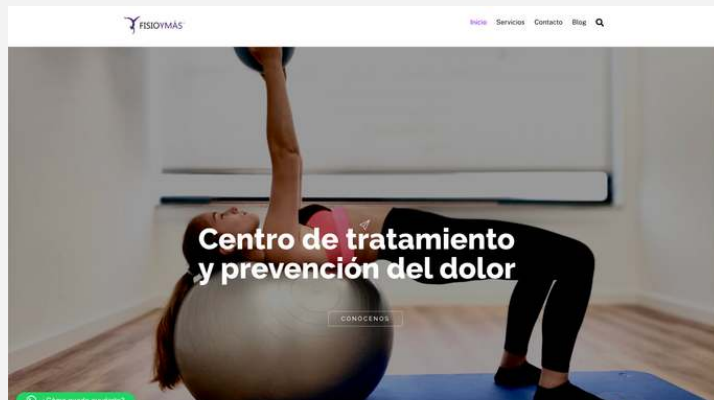 FISIOYMÁS
Inicio Servicios Contacto Blog
Centro de tratamiento
y prevención del dolor
CONÓCENOS